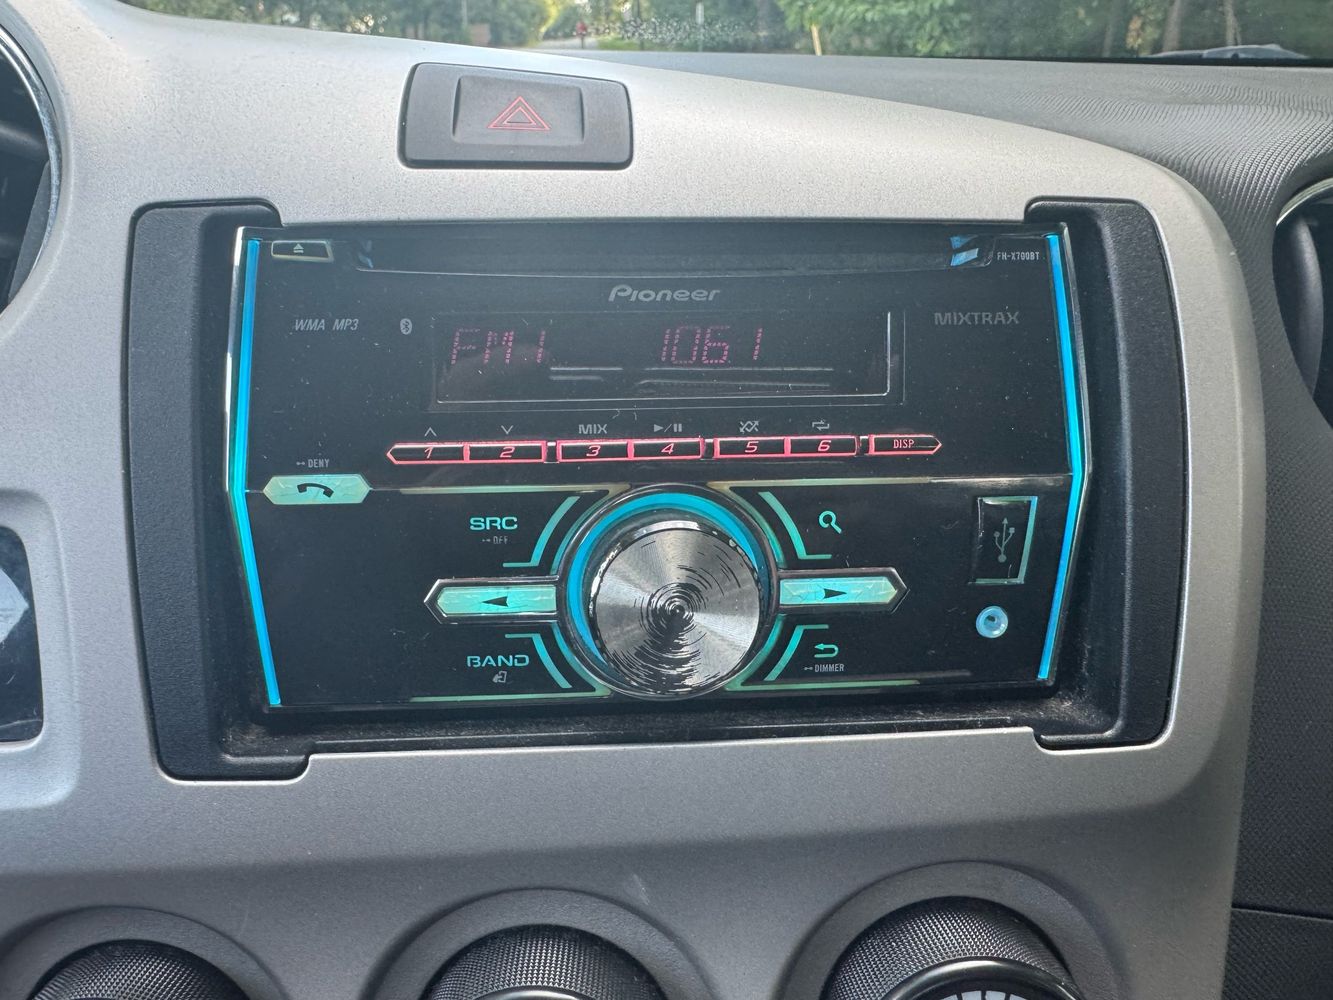 FH-X700BT
Pioneer
WMA MP3
MIXTRAX
FM1 106.1
MIX
1 2 3 4 5 6 DISP
DENY
SRC
OFF
BAND
DIMMER